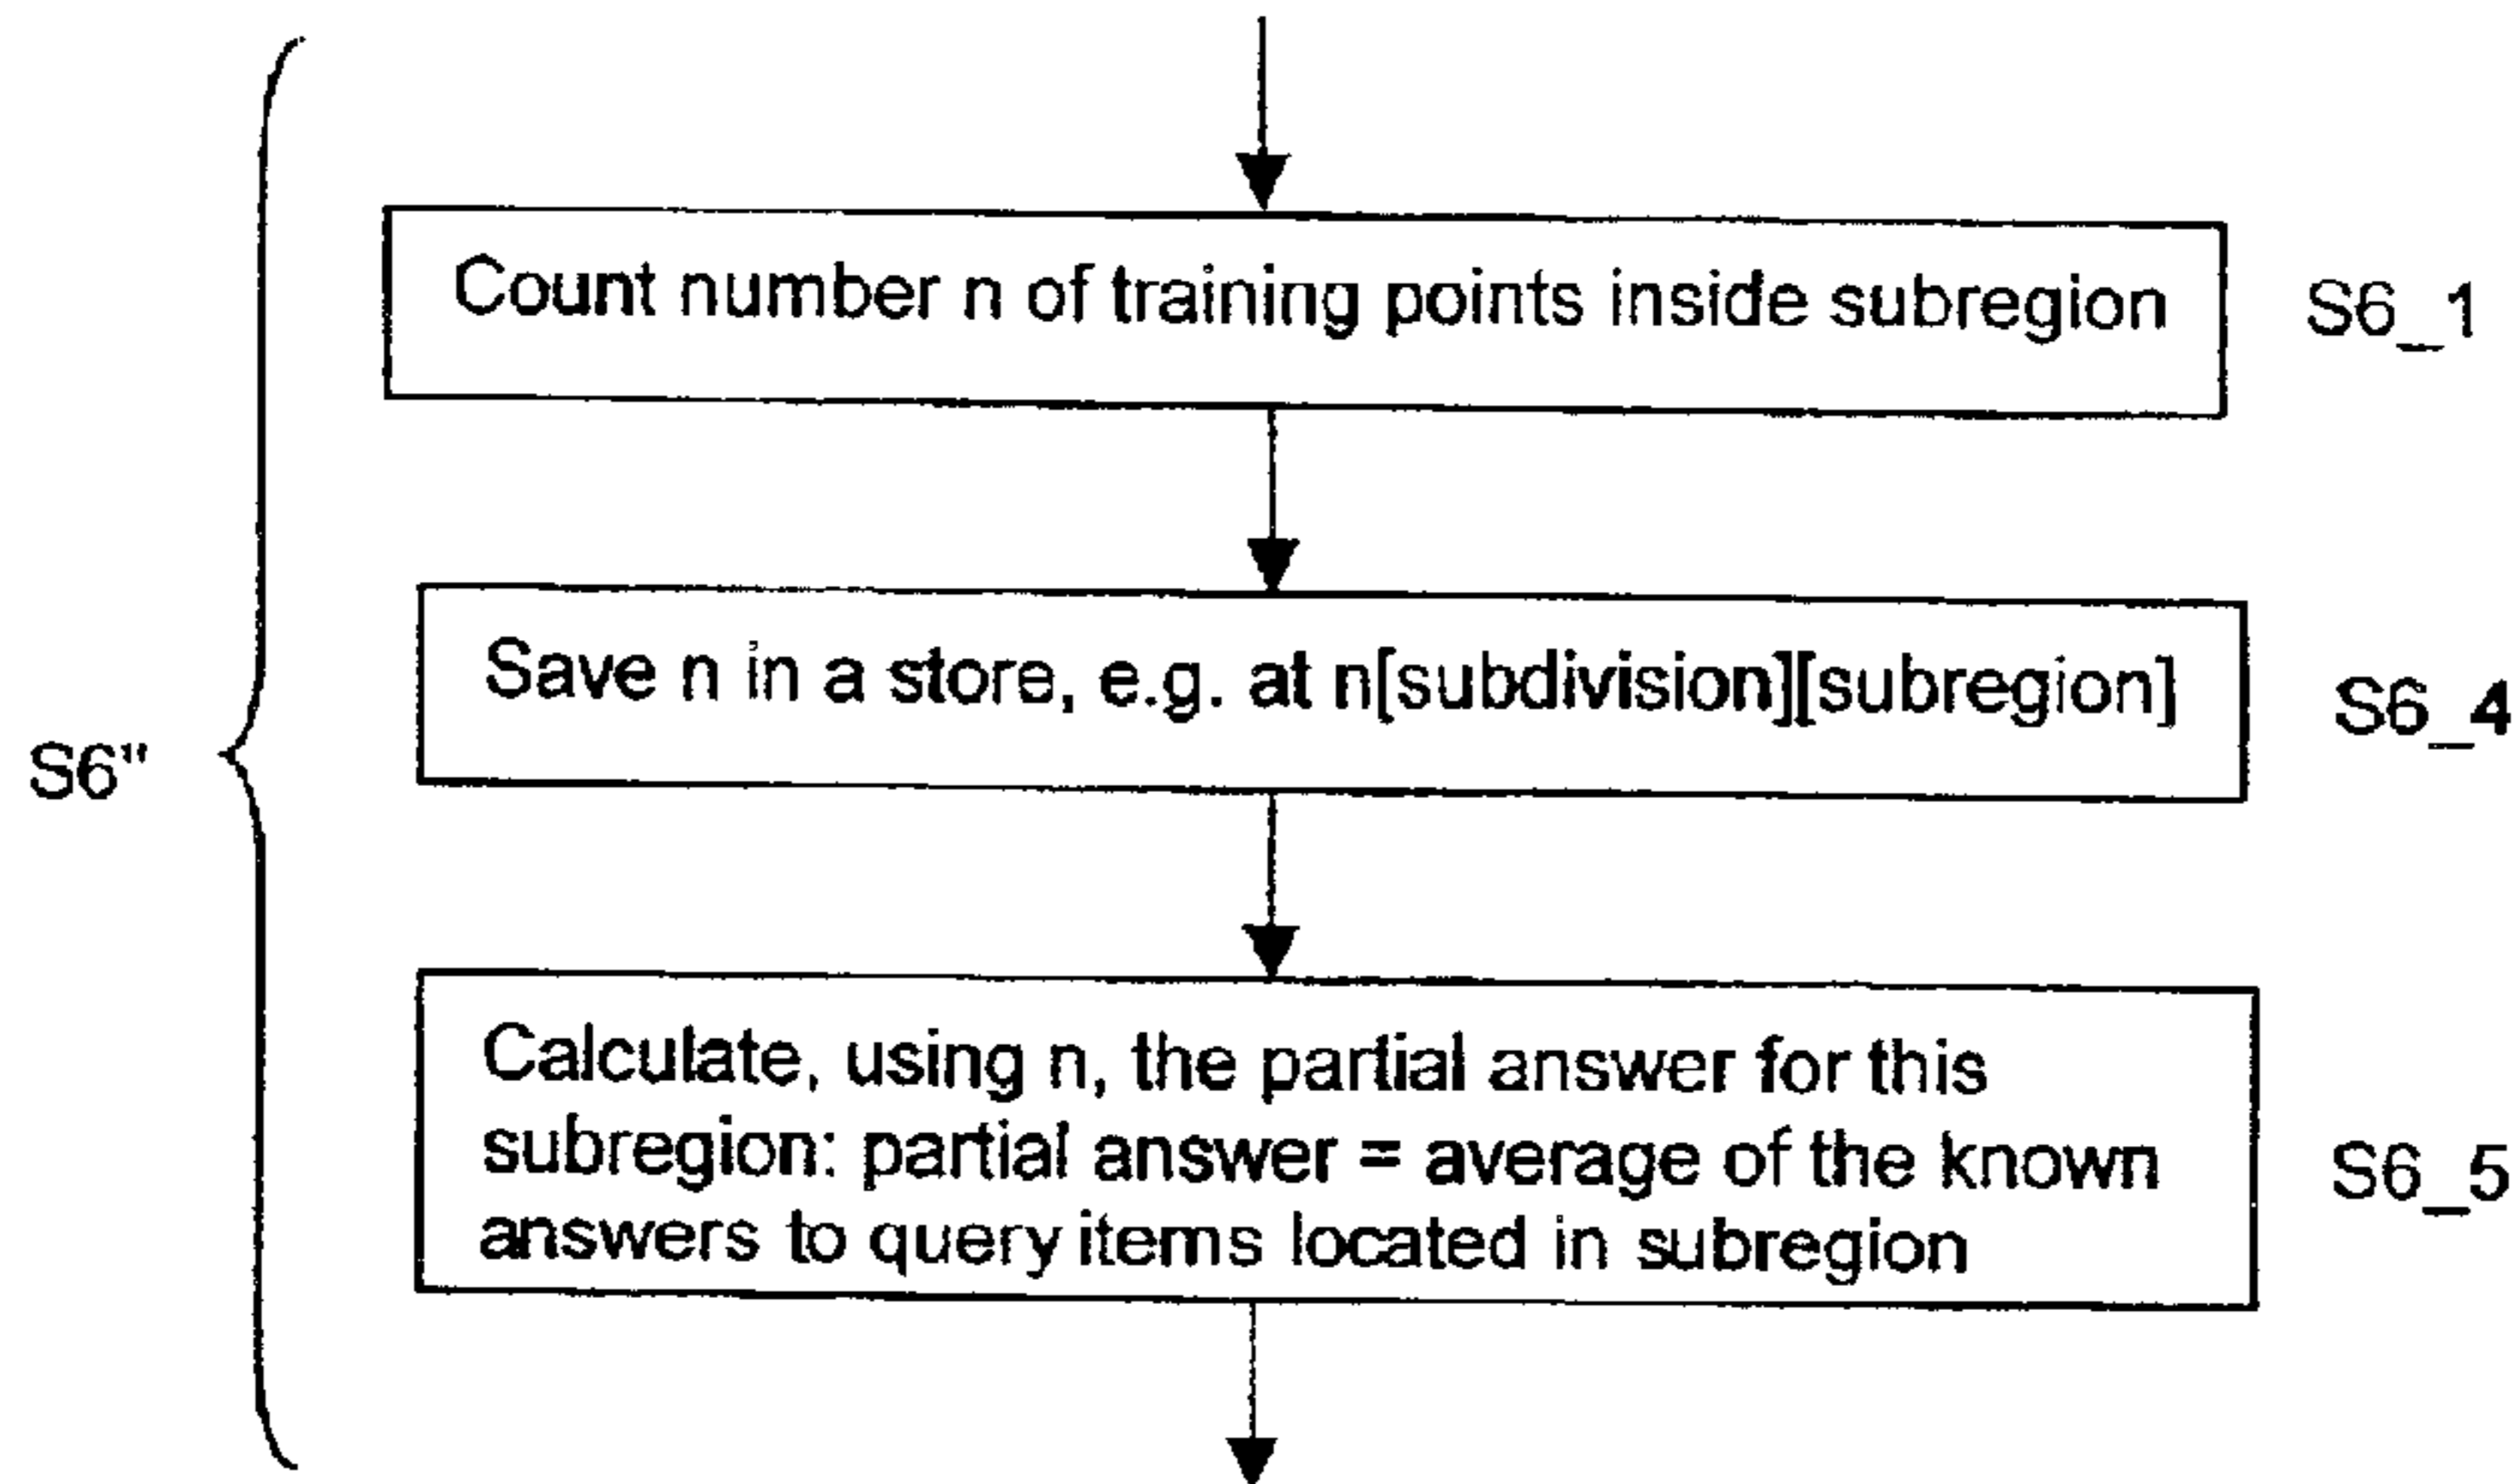 Count number n of training points inside subregion
S6_1
Save n in a store, e.g. at n[subdivision][subregion]
S6_4
S6"
Calculate, using n, the partial answer for this
subregion: partial answer = average of the known
answers to query items located in subregion
S6_5